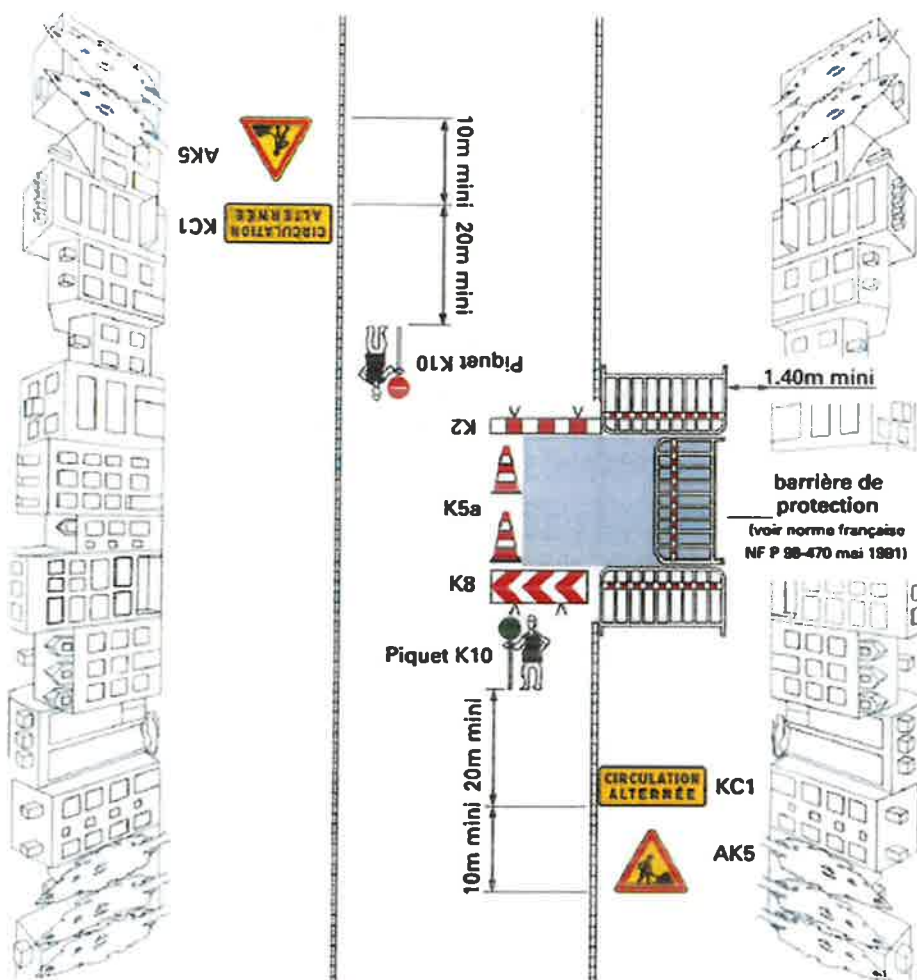 AK5
10m mini
KC1
CIRCULATION
ALTERNÉE
20m mini
Piquet K10
1.40m mini
K2
K5a
barrière de
protection
(voir norme française
NF P 98-470 mai 1991)
K8
Piquet K10
20m mini
CIRCULATION
ALTERNÉE
KC1
10m mini
AK5